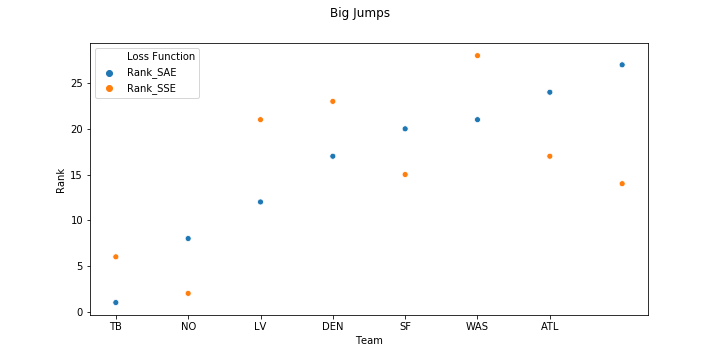 Big Jumps
Loss Function
Rank_SAE
Rank_SSE
25
20
15
10
5
0
Rank
TB NO LV DEN SF WAS ATL
Team